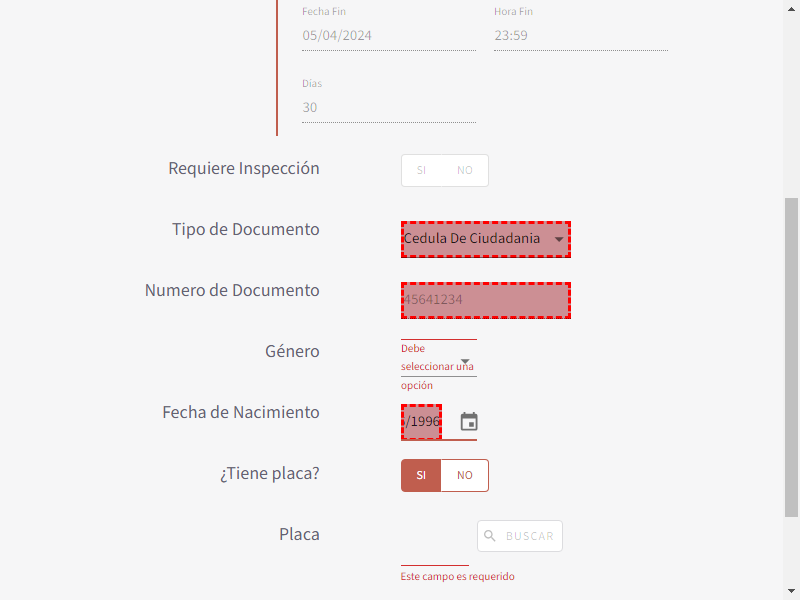 Fecha Fin
Hora Fin
05/04/2024
23:59
Días
30
Requiere Inspección
SI
NO
Tipo de Documento
Cedula De Ciudadania
Numero de Documento
45641234
Género
Debe
seleccionar una
opción
Fecha de Nacimiento
/1996
¿Tiene placa?
SI
NO
Placa
BUSCAR
Este campo es requerido